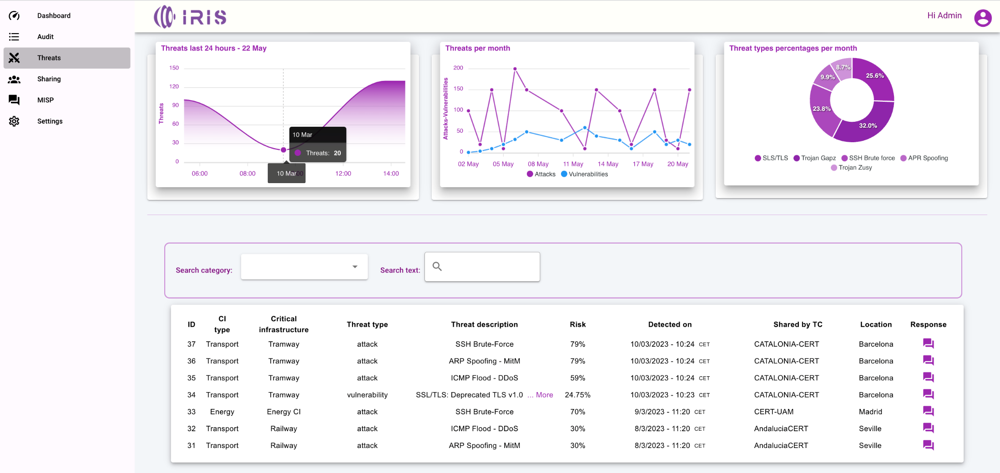 Dashboard
Audit
Threats
Sharing
MISP
Settings
IRIS
Hi Admin
Threats last 24 hours - 22 May
150
120
90
60
30
0
Threats
10 Mar
Threats: 20
06:00
08:00
10 Mar
12:00
14:00
Threats per month
200
150
100
50
0
Attacks-Vulnerabilities
02 May 05 May 08 May 11 May 14 May 17 May 20 May
Attacks Vulnerabilities
Threat types percentages per month
8.7%
25.6%
9.9%
23.8%
32.0%
SLS/TLS Trojan Gapz SSH Brute force APR Spoofing
Trojan Zusy
Search category:
Search text:
ID CI type Critical infrastructure Threat type Threat description Risk Detected on Shared by TC Location Response
37 Transport Tramway attack SSH Brute-Force 79% 10/03/2023 - 10:24 CET CATALONIA-CERT Barcelona
36 Transport Tramway attack ARP Spoofing - MitM 79% 10/03/2023 - 10:24 CET CATALONIA-CERT Barcelona
35 Transport Tramway attack ICMP Flood - DDoS 59% 10/03/2023 - 10:24 CET CATALONIA-CERT Barcelona
34 Transport Tramway vulnerability SSL/TLS: Deprecated TLS v1.0 ... More 24.75% 10/03/2023 - 10:23 CET CATALONIA-CERT Barcelona
33 Energy Energy CI attack SSH Brute-Force 70% 9/3/2023 - 11:20 CET CERT-UAM Madrid
32 Transport Railway attack ICMP Flood - DDoS 30% 8/3/2023 - 11:20 CET AndaluciaCERT Seville
31 Transport Railway attack ARP Spoofing - MitM 30% 8/3/2023 - 11:20 CET AndaluciaCERT Seville